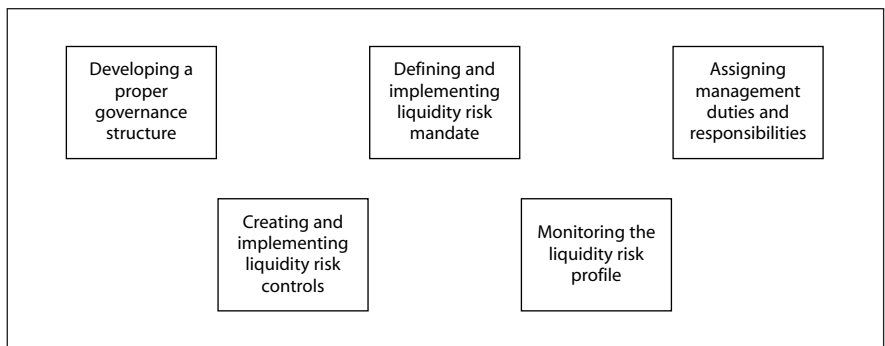 Developing a
proper
governance
structure
Defining and
implementing
liquidity risk
mandate
Assigning
management
duties and
responsibilities
Creating and
implementing
liquidity risk
controls
Monitoring the
liquidity risk
profile